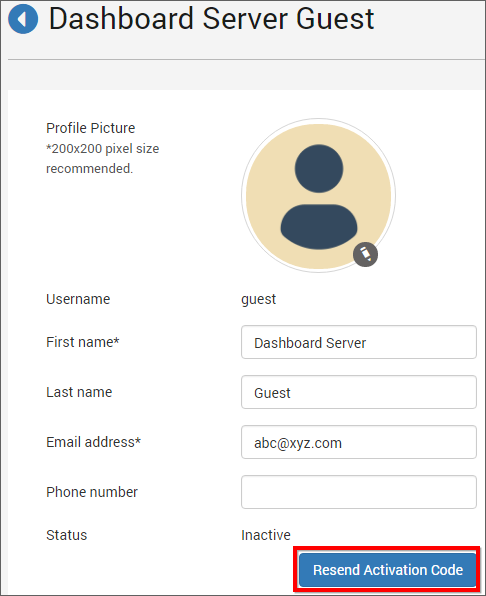 Dashboard Server Guest
Profile Picture
*200x200 pixel size
recommended.
Username guest
First name* Dashboard Server
Last name Guest
Email address* abc@xyz.com
Phone number
Status Inactive
Resend Activation Code